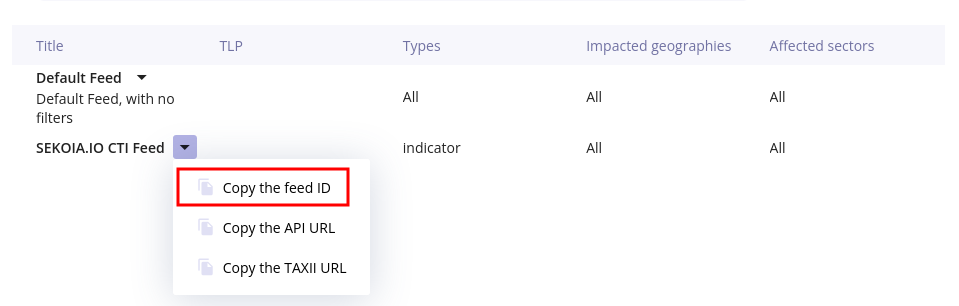 Title TLP Types Impacted geographies Affected sectors
Default Feed
Default Feed, with no
filters
All All All
SEKOIA.IO CTI Feed indicator All All
Copy the feed ID
Copy the API URL
Copy the TAXII URL